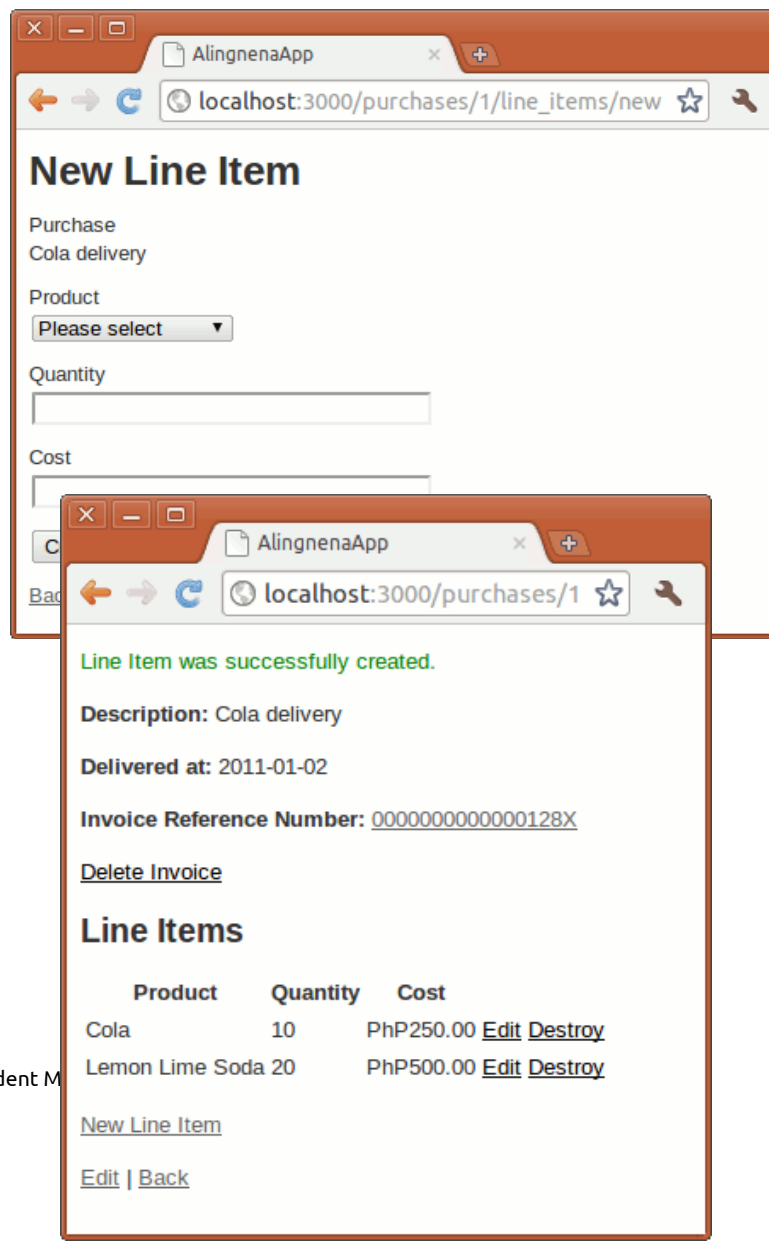 AlingnenaApp
localhost:3000/purchases/1/line_items/new
New Line Item
Purchase
Cola delivery
Product
Please select
Quantity
Cost
AlingnenaApp
localhost:3000/purchases/1
Line Item was successfully created.
Description: Cola delivery
Delivered at: 2011-01-02
Invoice Reference Number: 0000000000000128X
Delete Invoice
Line Items
Product Quantity Cost
Cola 10 PhP250.00 Edit Destroy
Lemon Lime Soda 20 PhP500.00 Edit Destroy
New Line Item
Edit | Back